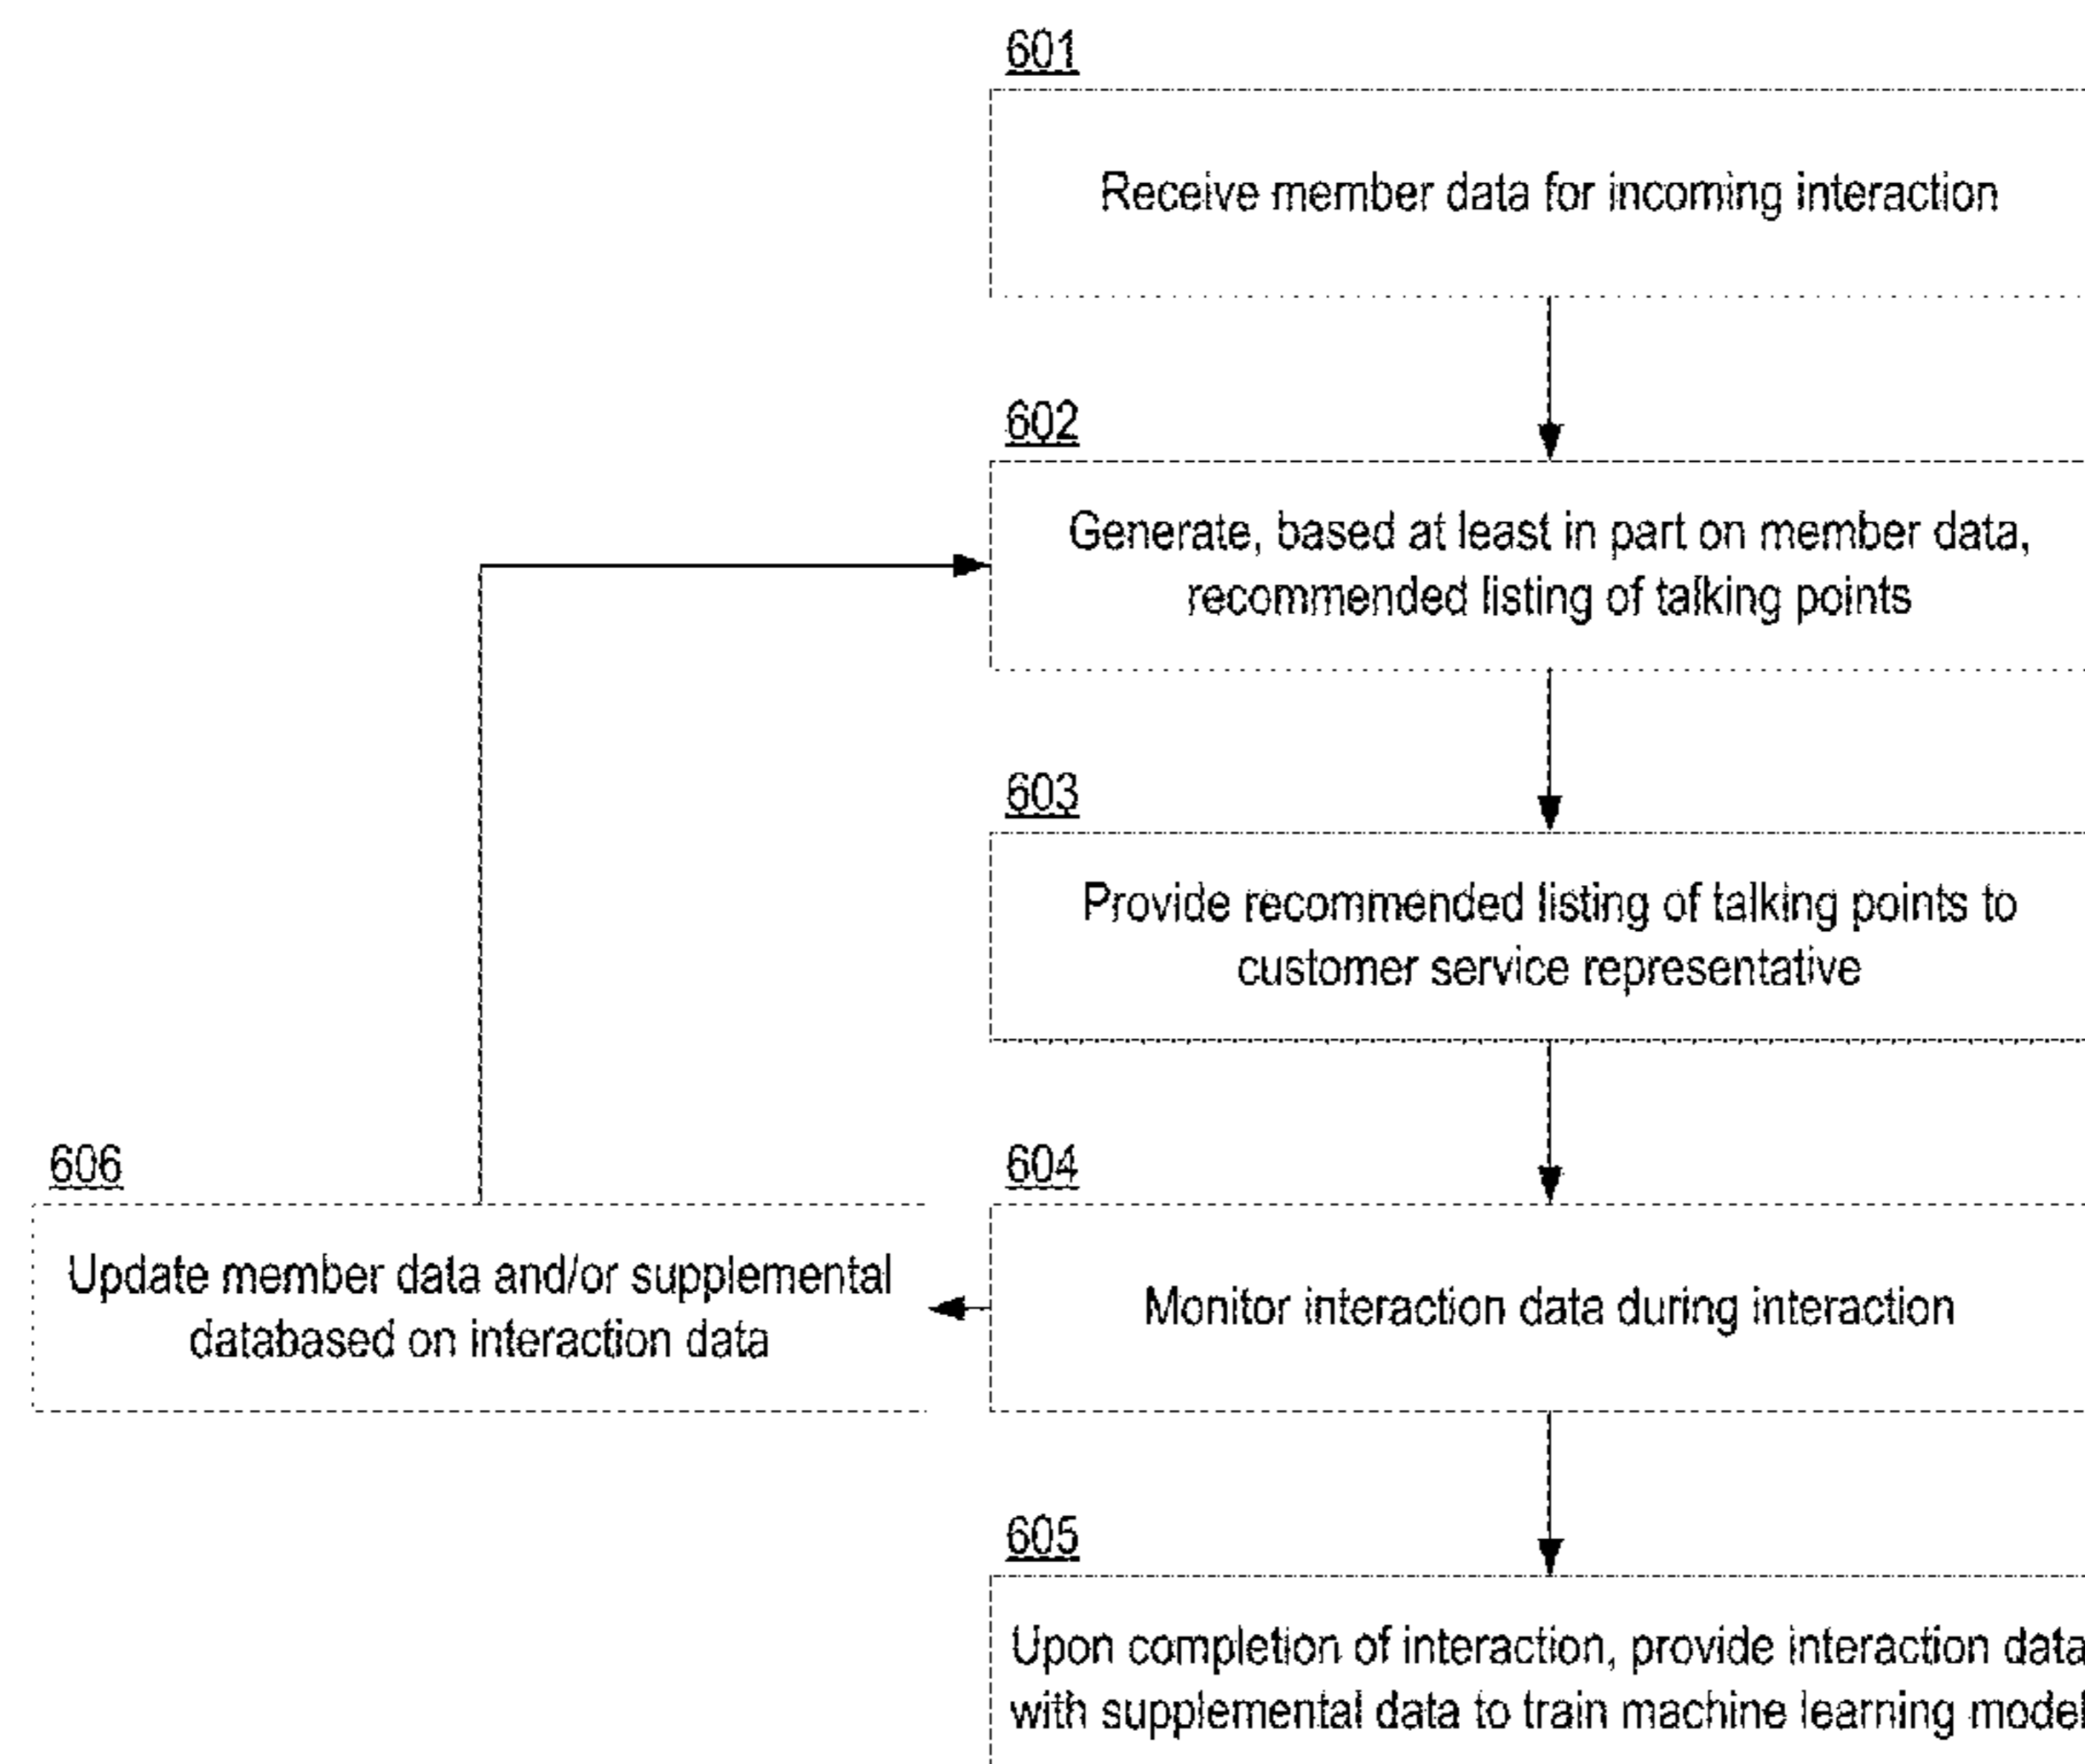 601
Receive member data for incoming interaction
602
Generate, based at least in part on member data,
recommended listing of talking points
603
Provide recommended listing of talking points to
customer service representative
606
Update member data and/or supplemental
databased on interaction data
604
Monitor interaction data during interaction
605
Upon completion of interaction, provide interaction data
with supplemental data to train machine learning model